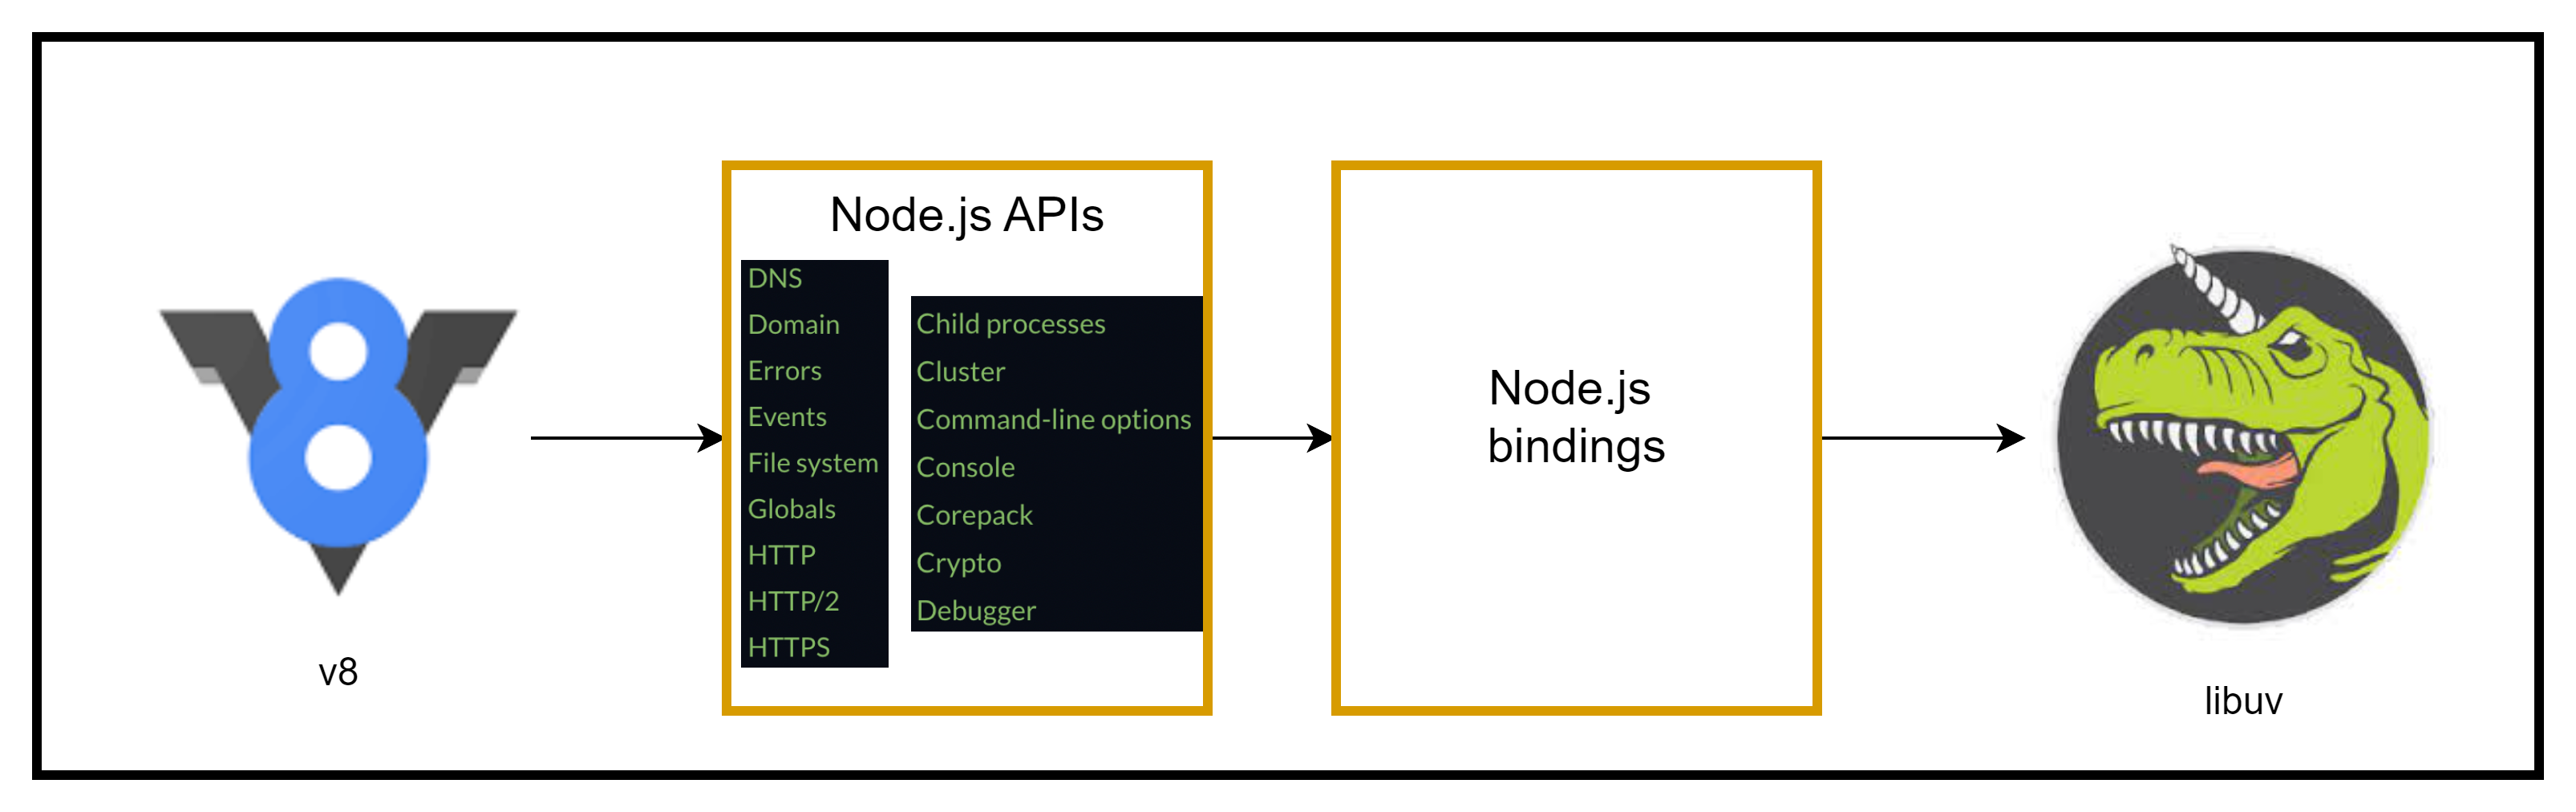 Node.js APIs
DNS
Domain
Errors
Events
File system
Globals
HTTP
HTTP/2
HTTPS
Child processes
Cluster
Command-line options
Console
Corepack
Crypto
Debugger
Node.js
bindings
8
v8
libuv